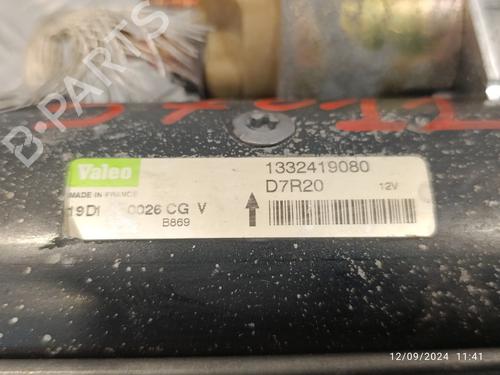 B-PARTS
Valeo
MADE IN FRANCE
19D 0026 CG V
B869
1332419080
D7R20 12V
12/09/2024 11:41